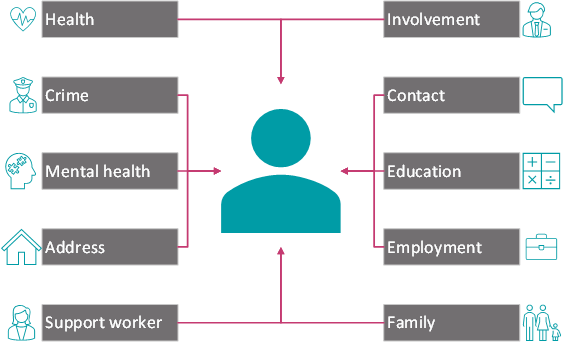 Health
Involvement
Crime
Contact
Mental health
Education
Address
Employment
Support worker
Family